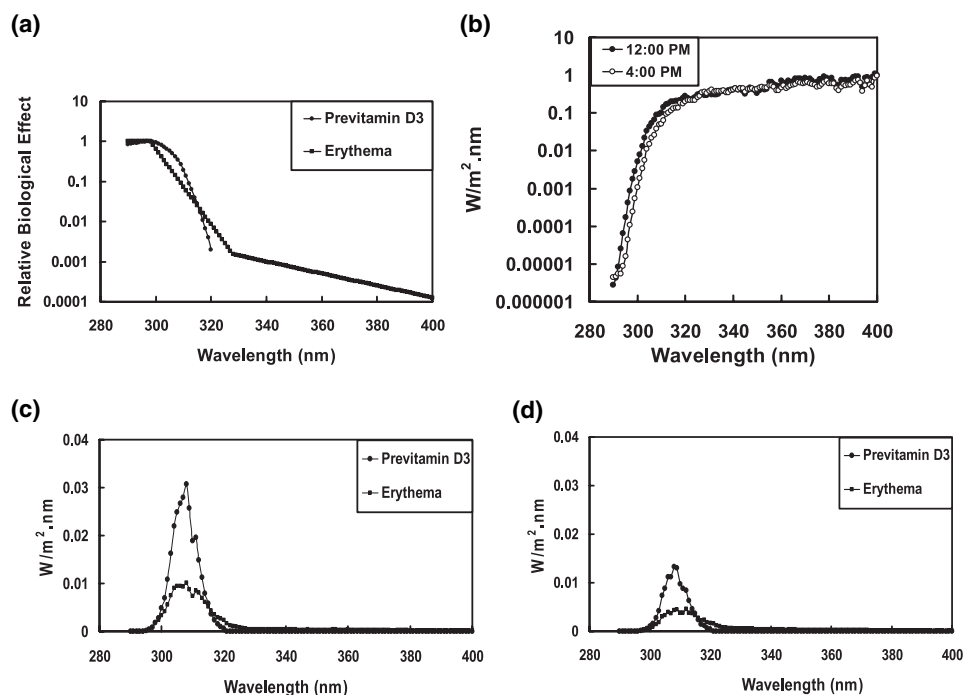 (a)
10
1
0.1
0.01
0.001
0.0001
Relative Biological Effect
280 300 320 340 360 380 400
Wavelength (nm)
Previtamin D3
Erythema
(b)
10
1
0.1
0.01
0.001
0.0001
0.00001
0.000001
W/m².nm
280 300 320 340 360 380 400
Wavelength (nm)
12:00 PM
4:00 PM
(c)
0.04
0.03
0.02
0.01
0
W/m².nm
280 300 320 340 360 380 400
Wavelength (nm)
Previtamin D3
Erythema
(d)
0.04
0.03
0.02
0.01
0
W/m².nm
280 300 320 340 360 380 400
Wavelength (nm)
Previtamin D3
Erythema